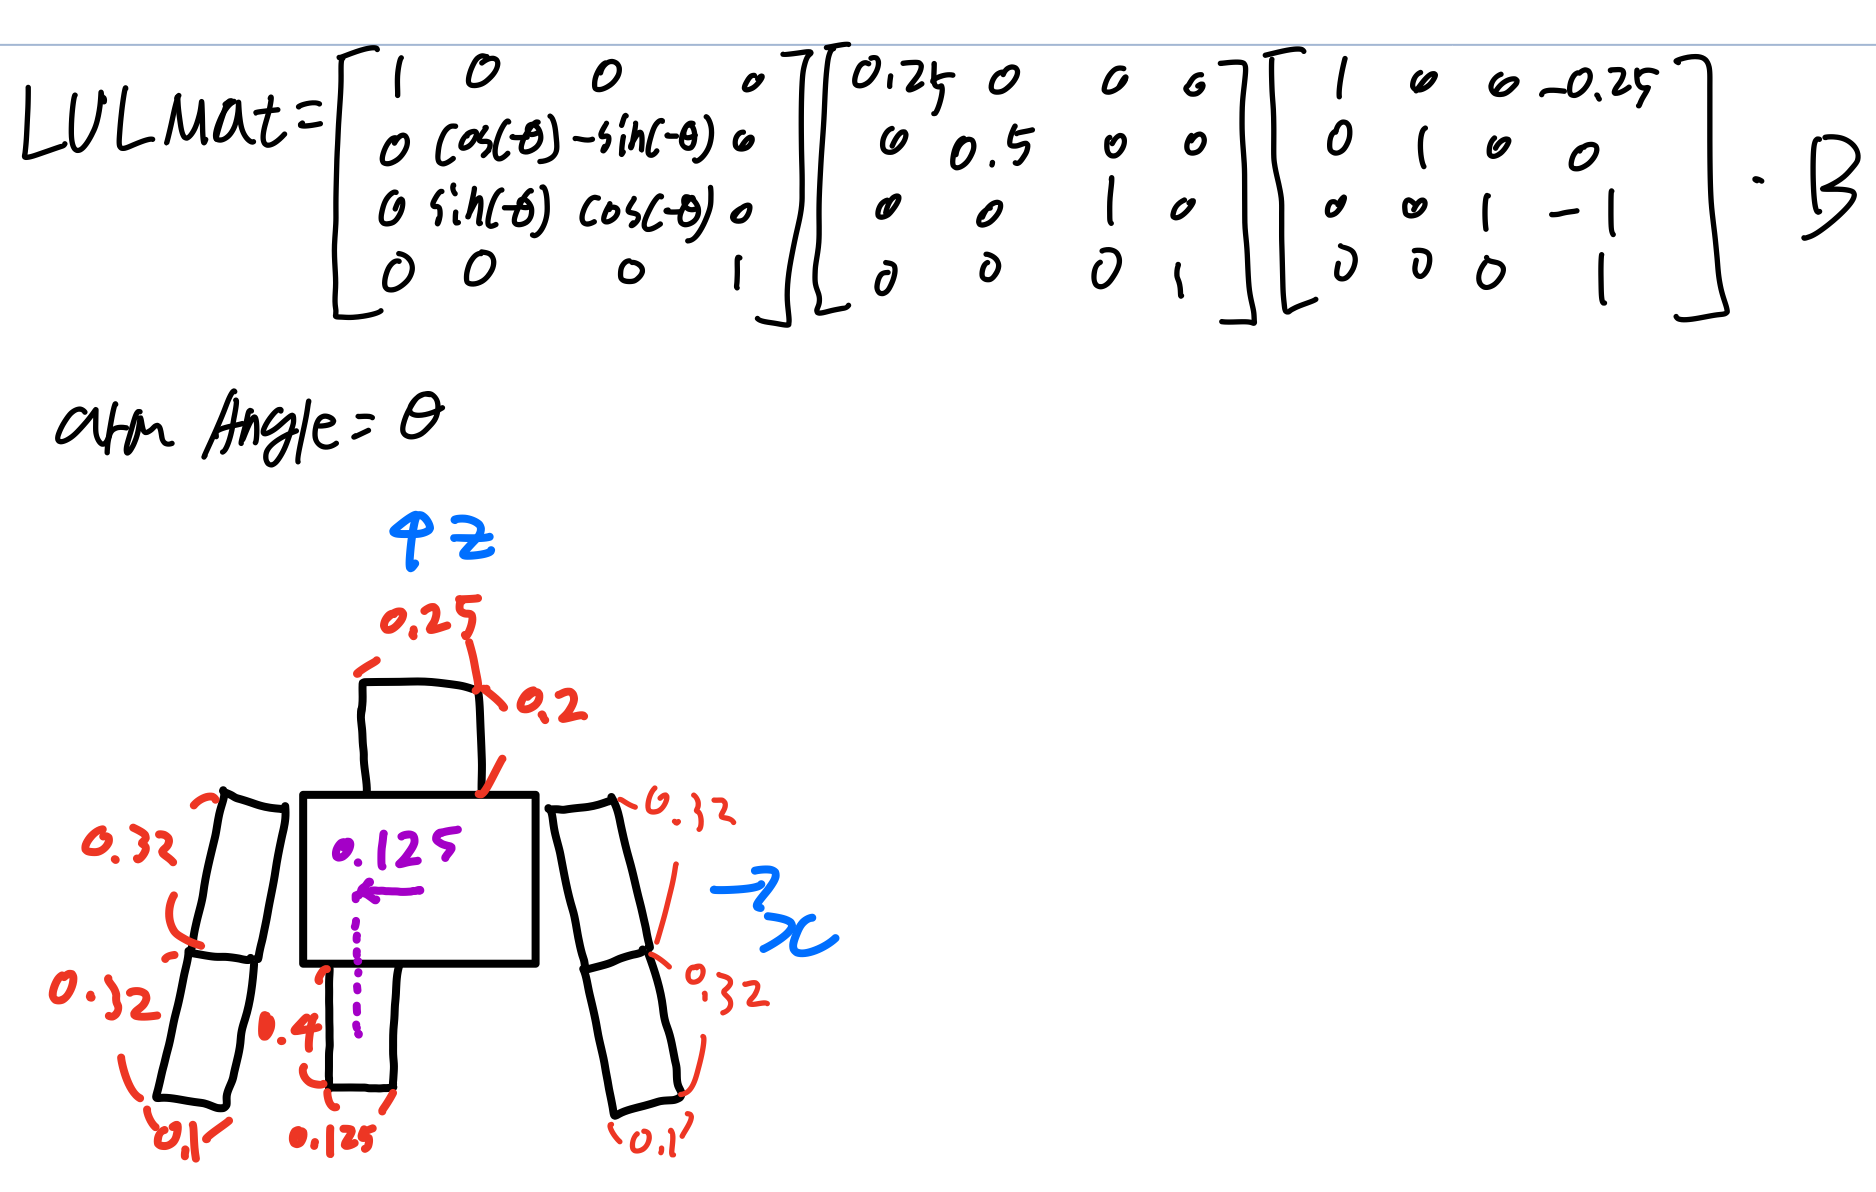 LULMat = [1 0 0 0] [0.25 0 0 0] [1 0 0 -0.25]
[0 cos(-θ) -sin(-θ) 0] [0 0.5 0 0] [0 1 0 0] · B
[0 sin(-θ) cos(-θ) 0] [0 0 1 0] [0 0 1 -1]
[0 0 0 1] [0 0 0 1] [0 0 0 1]
arm Angle = θ
↑ z
0.25
0.2
0.32
0.32
0.125
→ x
0.32
0.32
0.4
0.1
0.125
0.1